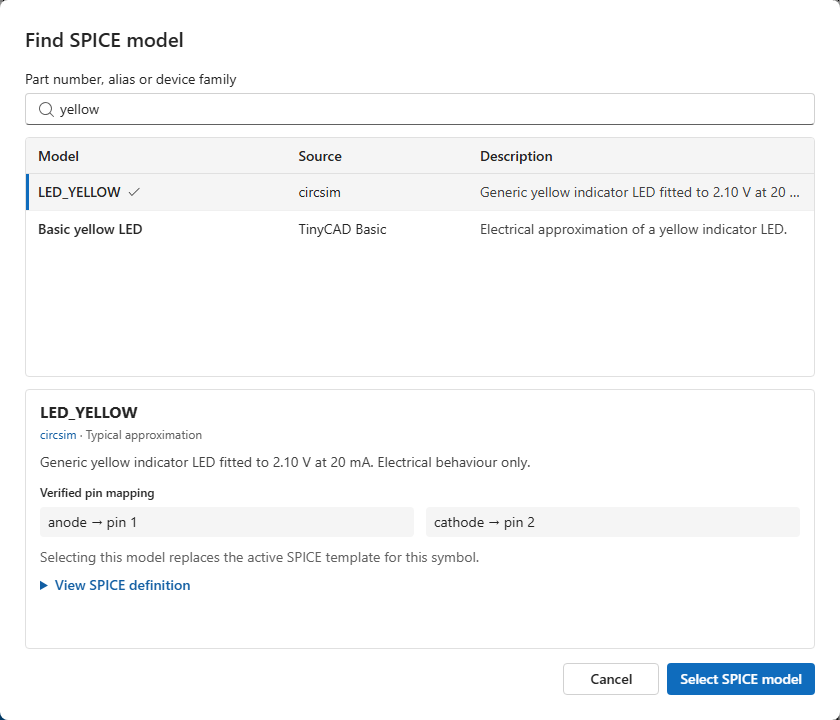 Find SPICE model
Part number, alias or device family
yellow
Model Source Description
LED_YELLOW ✓ circsim Generic yellow indicator LED fitted to 2.10 V at 20 ...
Basic yellow LED TinyCAD Basic Electrical approximation of a yellow indicator LED.
LED_YELLOW
circsim · Typical approximation
Generic yellow indicator LED fitted to 2.10 V at 20 mA. Electrical behaviour only.
Verified pin mapping
anode → pin 1 cathode → pin 2
Selecting this model replaces the active SPICE template for this symbol.
▶ View SPICE definition
Cancel Select SPICE model